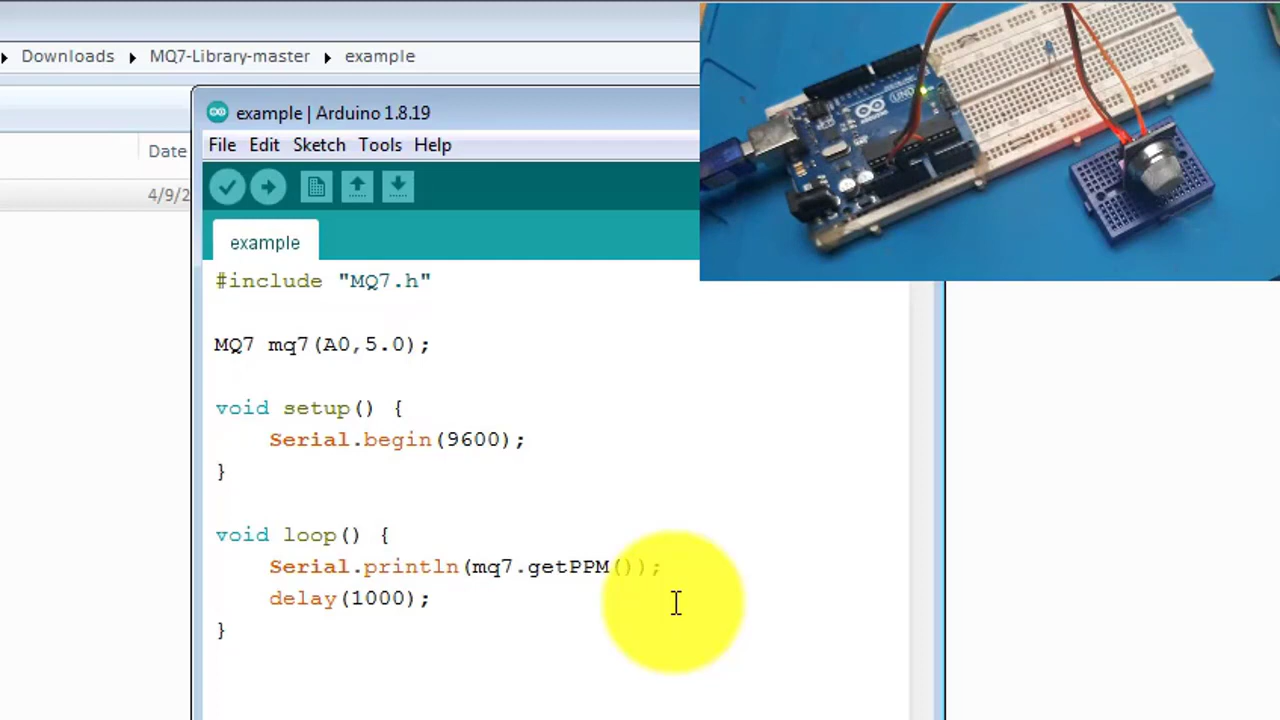 Downloads MQ7-Library-master example
example | Arduino 1.8.19
Date
File Edit Sketch Tools Help
4/9/2
example
#include "MQ7.h"
MQ7 mq7(A0,5.0);
void setup() {
Serial.begin(9600);
}
void loop() {
Serial.println(mq7.getPPM());
delay(1000);
}
UNO
ARDUINO